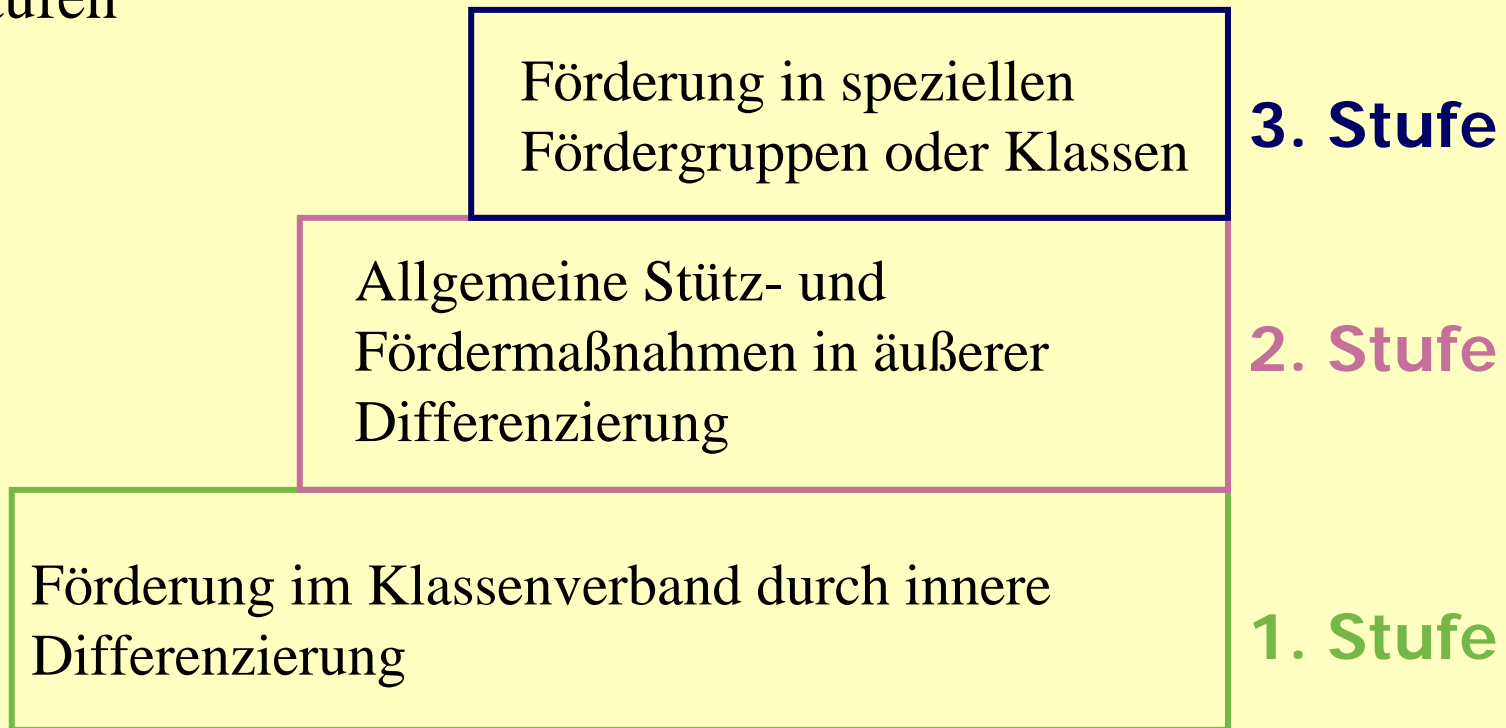 Förderung in speziellen
Fördergruppen oder Klassen
3. Stufe
Allgemeine Stütz- und
Fördermaßnahmen in äußerer
Differenzierung
2. Stufe
Förderung im Klassenverband durch innere
Differenzierung
1. Stufe